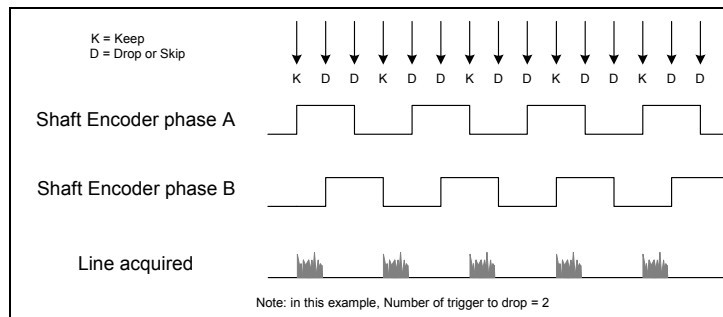 K = Keep
D = Drop or Skip
K D D K D D K D D K D D K D D
Shaft Encoder phase A
Shaft Encoder phase B
Line acquired
Note: in this example, Number of trigger to drop = 2